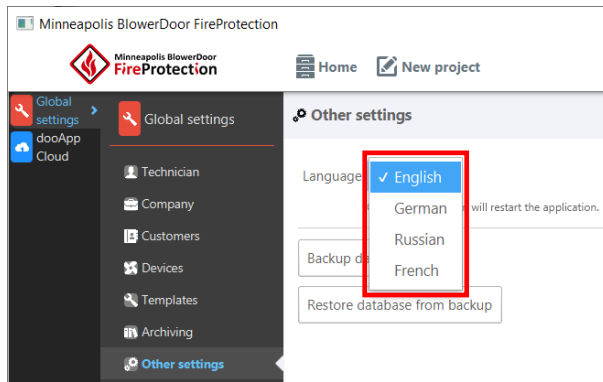 Minneapolis BlowerDoor FireProtection
Minneapolis BlowerDoor
FireProtection
Home
New project
Global
settings
dooApp
Cloud
Global settings
Technician
Company
Customers
Devices
Templates
Archiving
Other settings
Other settings
Language
✓ English
German
Russian
French
will restart the application.
Backup da
Restore database from backup